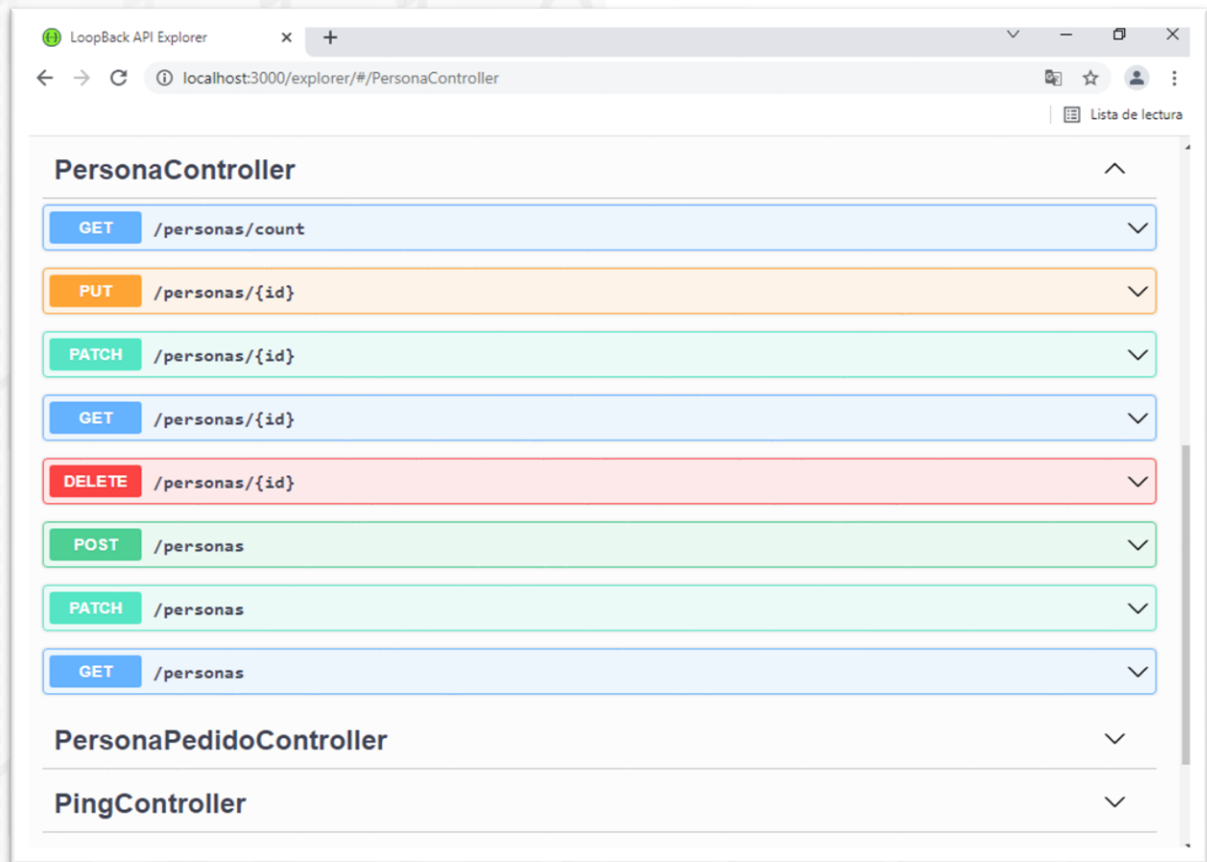 LoopBack API Explorer
localhost:3000/explorer/#/PersonaController
Lista de lectura
PersonaController
GET /personas/count
PUT /personas/{id}
PATCH /personas/{id}
GET /personas/{id}
DELETE /personas/{id}
POST /personas
PATCH /personas
GET /personas
PersonaPedidoController
PingController